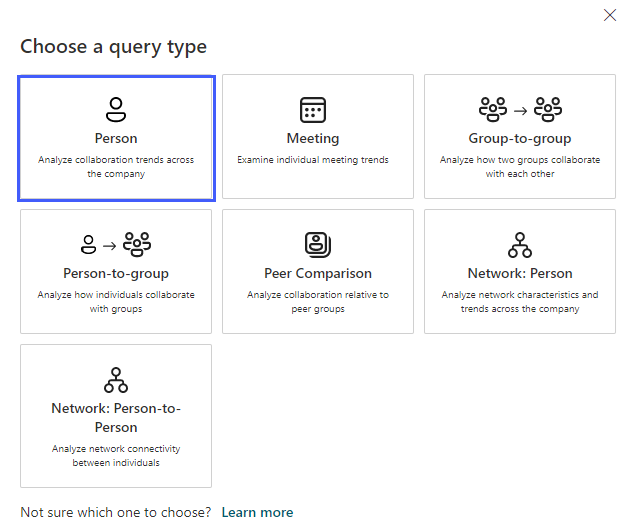 Choose a query type
Person
Analyze collaboration trends across
the company
Meeting
Examine individual meeting trends
Group-to-group
Analyze how two groups collaborate
with each other
Person-to-group
Analyze how individuals collaborate
with groups
Peer Comparison
Analyze collaboration relative to
peer groups
Network: Person
Analyze network characteristics and
trends across the company
Network: Person-to-
Person
Analyze network connectivity
between individuals
Not sure which one to choose? Learn more